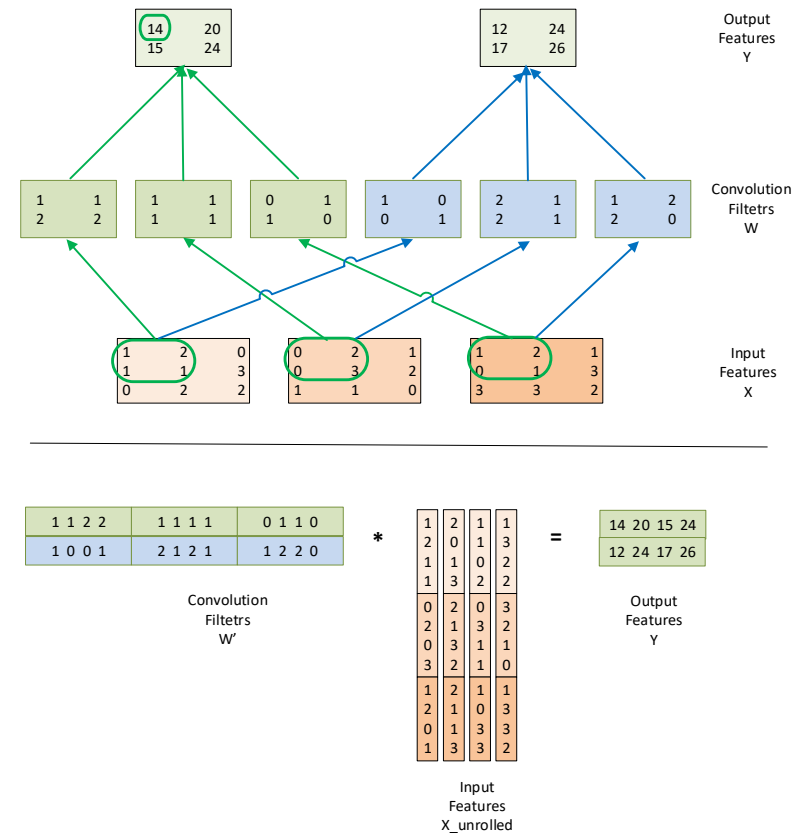 14 20
15 24
12 24
17 26
Output
Features
Y
1 1
2 2
1 1
1 1
0 1
1 0
1 0
0 1
2 1
2 1
1 2
2 0
Convolution
Filtetrs
W
1 2 0
1 1 3
0 2 2
0 2 1
0 3 2
1 1 0
1 2 1
0 1 3
3 3 2
Input
Features
X
1 1 2 2 1 1 1 1 0 1 1 0
1 0 0 1 2 1 2 1 1 2 2 0
Convolution
Filtetrs
W’
*
1 2 1 1
2 0 1 3
1 1 0 2
1 3 2 2
0 2 0 3
2 1 3 2
0 3 1 1
3 2 1 0
1 2 0 1
2 1 1 3
0 1 3 3
1 3 3 2
Input
Features
X_unrolled
=
14 20 15 24
12 24 17 26
Output
Features
Y